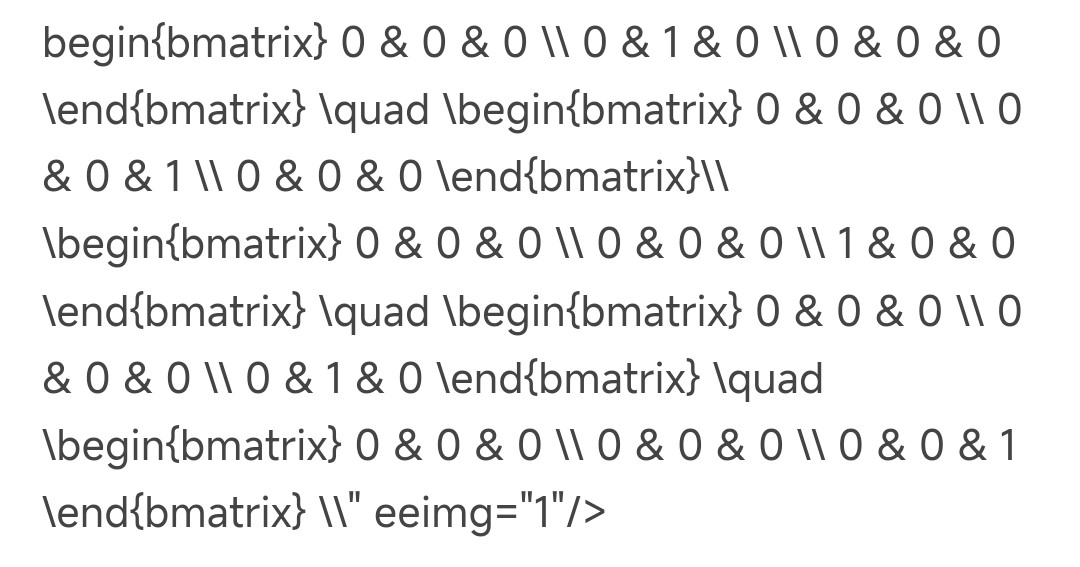 begin{bmatrix} 0 & 0 & 0 \\ 0 & 1 & 0 \\ 0 & 0 & 0
\end{bmatrix} \quad \begin{bmatrix} 0 & 0 & 0 \\ 0
& 0 & 1 \\ 0 & 0 & 0 \end{bmatrix}\\
\begin{bmatrix} 0 & 0 & 0 \\ 0 & 0 & 0 \\ 1 & 0 & 0
\end{bmatrix} \quad \begin{bmatrix} 0 & 0 & 0 \\ 0
& 0 & 0 \\ 0 & 1 & 0 \end{bmatrix} \quad
\begin{bmatrix} 0 & 0 & 0 \\ 0 & 0 & 0 \\ 0 & 0 & 1
\end{bmatrix} \\" eeimg="1"/>